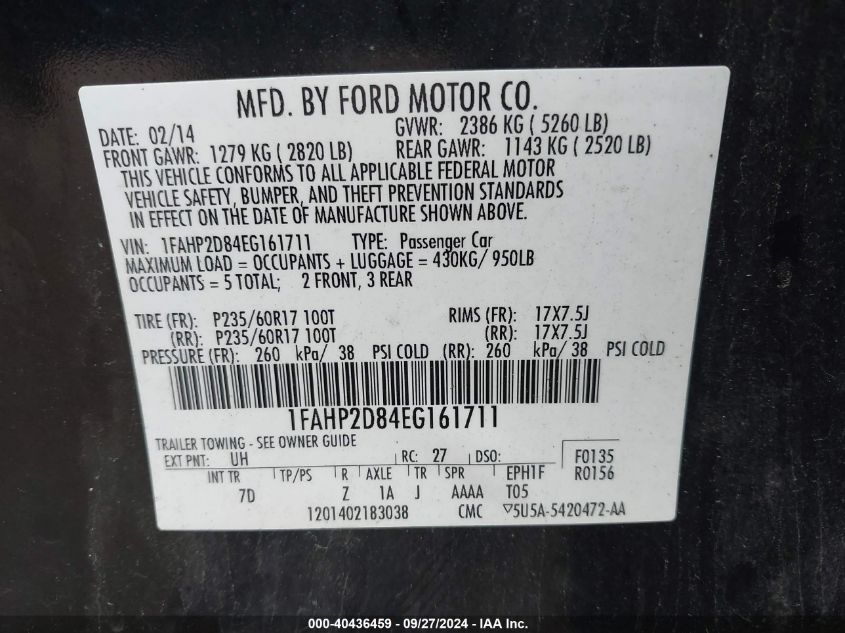 MFD. BY FORD MOTOR CO.
DATE: 02/14 GVWR: 2386 KG ( 5260 LB)
FRONT GAWR: 1279 KG ( 2820 LB) REAR GAWR: 1143 KG ( 2520 LB)
THIS VEHICLE CONFORMS TO ALL APPLICABLE FEDERAL MOTOR
VEHICLE SAFETY, BUMPER, AND THEFT PREVENTION STANDARDS
IN EFFECT ON THE DATE OF MANUFACTURE SHOWN ABOVE.
VIN: 1FAHP2D84EG161711 TYPE: Passenger Car
MAXIMUM LOAD = OCCUPANTS + LUGGAGE = 430KG/ 950LB
OCCUPANTS = 5 TOTAL; 2 FRONT, 3 REAR
TIRE (FR): P235/60R17 100T RIMS (FR): 17X7.5J
(RR): P235/60R17 100T (RR): 17X7.5J
PRESSURE (FR): 260 kPa/ 38 PSI COLD (RR): 260 kPa/ 38 PSI COLD
1FAHP2D84EG161711
TRAILER TOWING - SEE OWNER GUIDE
EXT PNT: UH RC: 27 DSO: F0135
INT TR TP/PS R AXLE TR SPR EPH1F R0156
7D Z 1A J AAAA T05
1201402183038 CMC ▽5U5A-5420472-AA
000-40436459 - 09/27/2024 - IAA Inc.